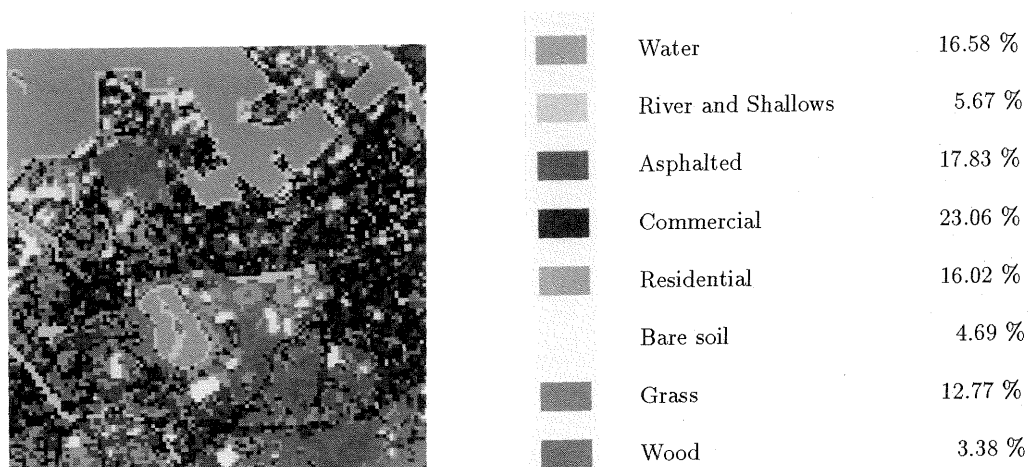 Water 16.58 %
River and Shallows 5.67 %
Asphalted 17.83 %
Commercial 23.06 %
Residential 16.02 %
Bare soil 4.69 %
Grass 12.77 %
Wood 3.38 %